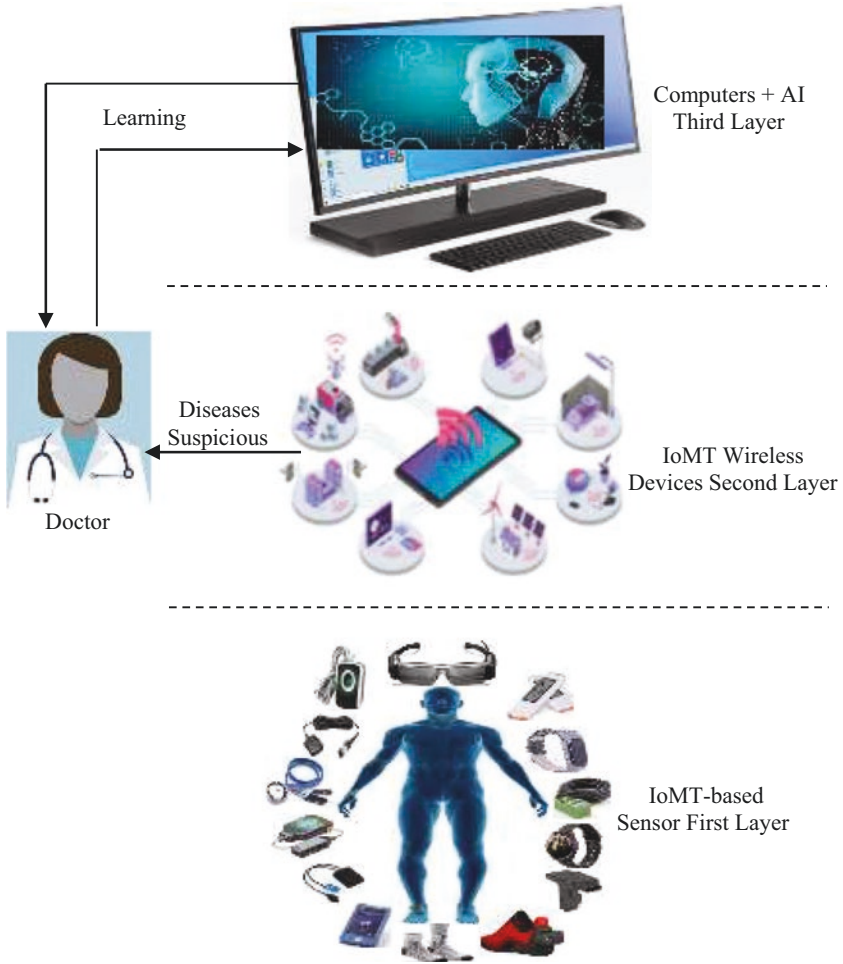 Learning
Computers + AI
Third Layer
Diseases
Suspicious
Doctor
IoMT Wireless
Devices Second Layer
IoMT-based
Sensor First Layer